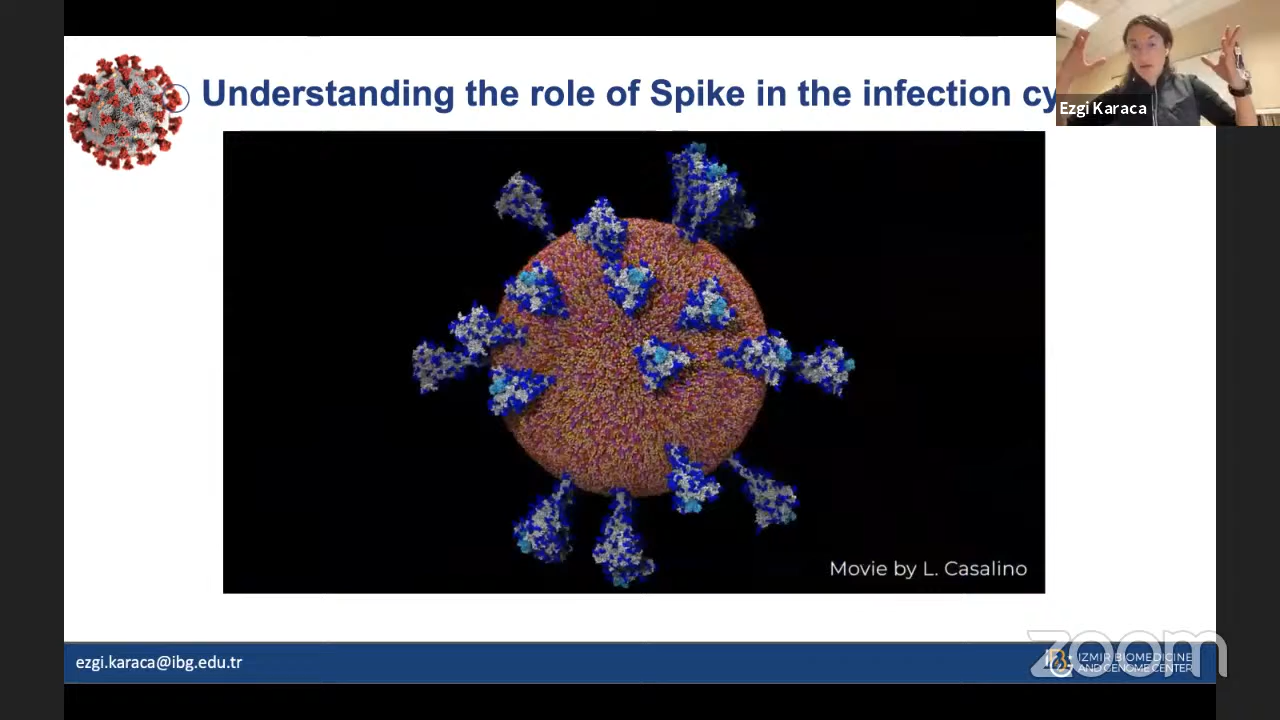 Understanding the role of Spike in the infection cy
Ezgi Karaca
Movie by L. Casalino
ezgi.karaca@ibg.edu.tr
zoom
IZMIR BIOMEDICINE
AND GENOME CENTER